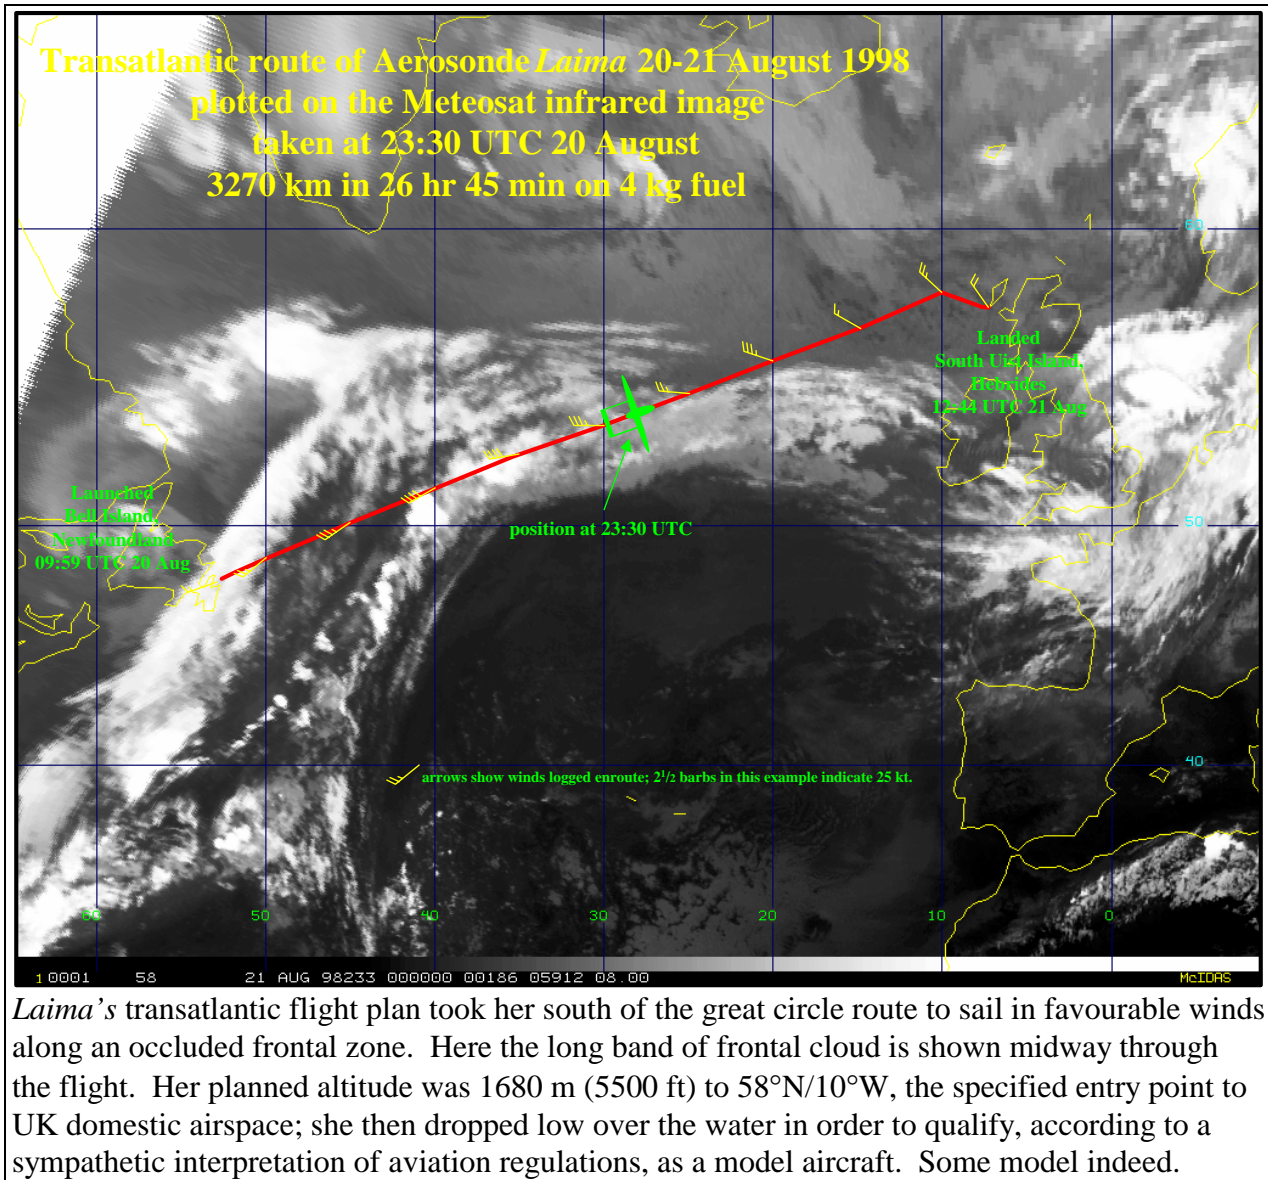 Transatlantic route of Aerosonde Laima 20-21 August 1998
plotted on the Meteosat infrared image
taken at 23:30 UTC 20 August
3270 km in 26 hr 45 min on 4 kg fuel
60
Landed
South Uist Island,
Hebrides
12:44 UTC 21 Aug
Launched
Bell Island,
Newfoundland
09:59 UTC 20 Aug
position at 23:30 UTC
50
40
arrows show winds logged enroute; 2 1/2 barbs in this example indicate 25 kt.
60 50 40 30 20 10 0
1 0001 58 21 AUG 98233 000000 00186 05912 08.00 McIDAS
Laima’s transatlantic flight plan took her south of the great circle route to sail in favourable winds
along an occluded frontal zone. Here the long band of frontal cloud is shown midway through
the flight. Her planned altitude was 1680 m (5500 ft) to 58°N/10°W, the specified entry point to
UK domestic airspace; she then dropped low over the water in order to qualify, according to a
sympathetic interpretation of aviation regulations, as a model aircraft. Some model indeed.